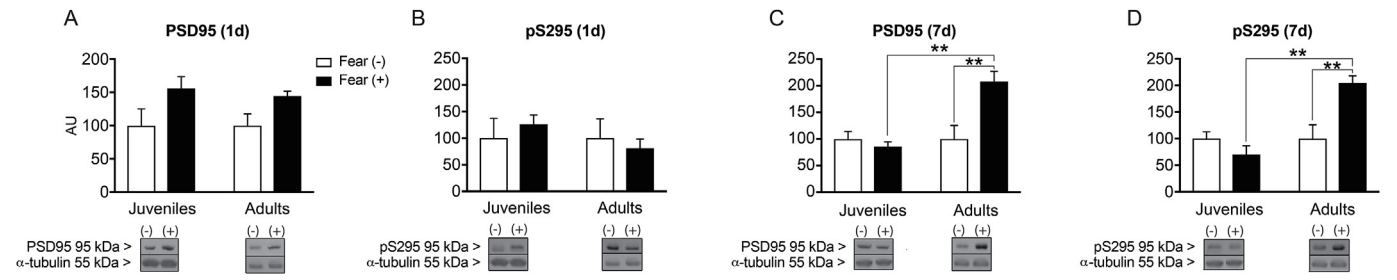 A
PSD95 (1d)
AU
200
150
100
50
0
Fear (-)
Fear (+)
Juveniles
Adults
(-) (+)
(-) (+)
PSD95 95 kDa >
α-tubulin 55 kDa >
B
pS295 (1d)
250
200
150
100
50
0
Juveniles
Adults
(-) (+)
(-) (+)
pS295 95 kDa >
α-tubulin 55 kDa >
C
PSD95 (7d)
250
200
150
100
50
0
**
**
Juveniles
Adults
(-) (+)
(-) (+)
PSD95 95 kDa >
α-tubulin 55 kDa >
D
pS295 (7d)
250
200
150
100
50
0
**
**
Juveniles
Adults
(-) (+)
(-) (+)
pS295 95 kDa >
α-tubulin 55 kDa >